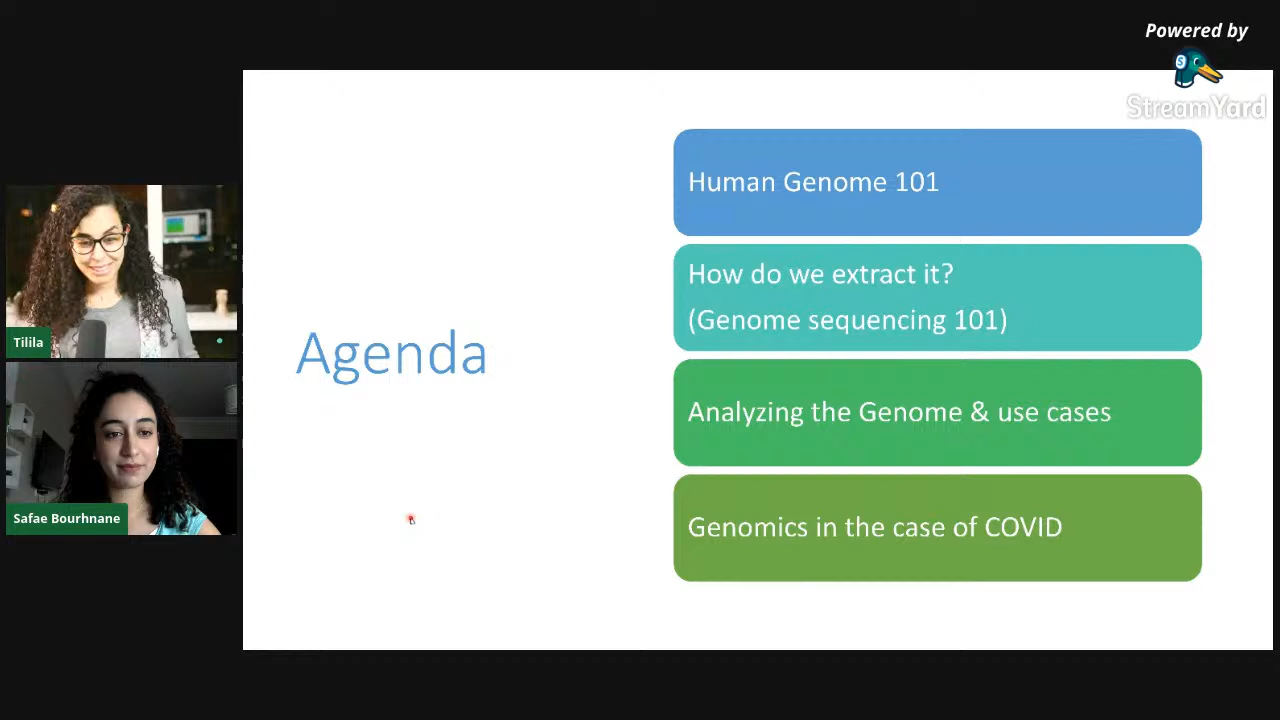 Powered by
StreamYard
Human Genome 101
How do we extract it?
(Genome sequencing 101)
Agenda
Analyzing the Genome & use cases
Genomics in the case of COVID
Tilila
Safae Bourhnane